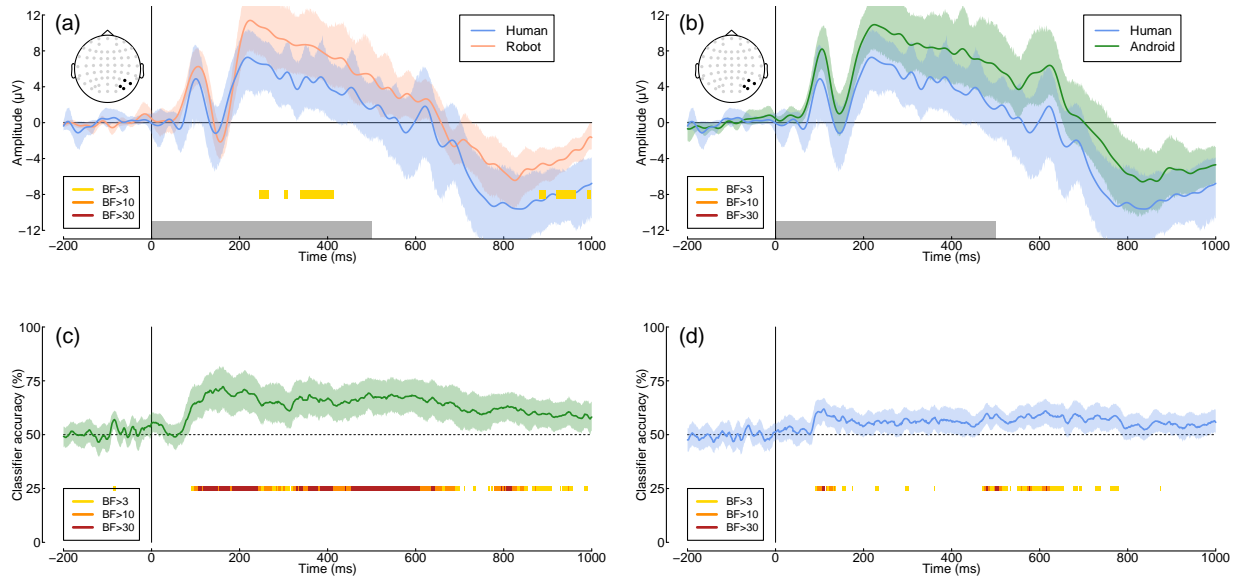 (a)
Human
Robot
12
8
4
0
−4
−8
−12
Amplitude (µV)
BF>3
BF>10
BF>30
−200 0 200 400 600 800 1000
Time (ms)
(b)
Human
Android
12
8
4
0
−4
−8
−12
Amplitude (µV)
BF>3
BF>10
BF>30
−200 0 200 400 600 800 1000
Time (ms)
(c)
100
75
50
25
0
Classifier accuracy (%)
BF>3
BF>10
BF>30
−200 0 200 400 600 800 1000
Time (ms)
(d)
100
75
50
25
0
Classifier accuracy (%)
BF>3
BF>10
BF>30
−200 0 200 400 600 800 1000
Time (ms)